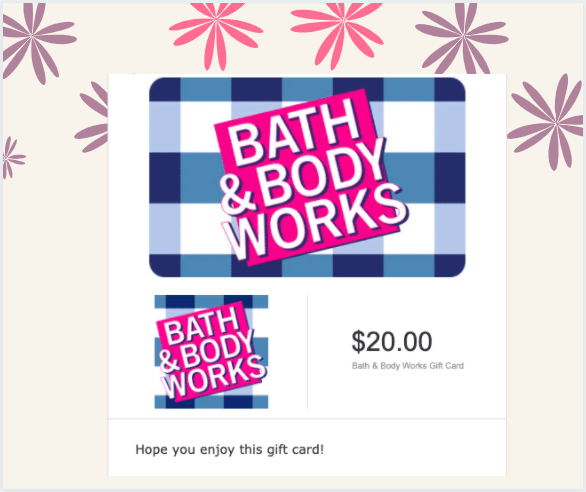 BATH
& BODY
WORKS
BATH
& BODY
WORKS
$20.00
Bath & Body Works Gift Card
Hope you enjoy this gift card!